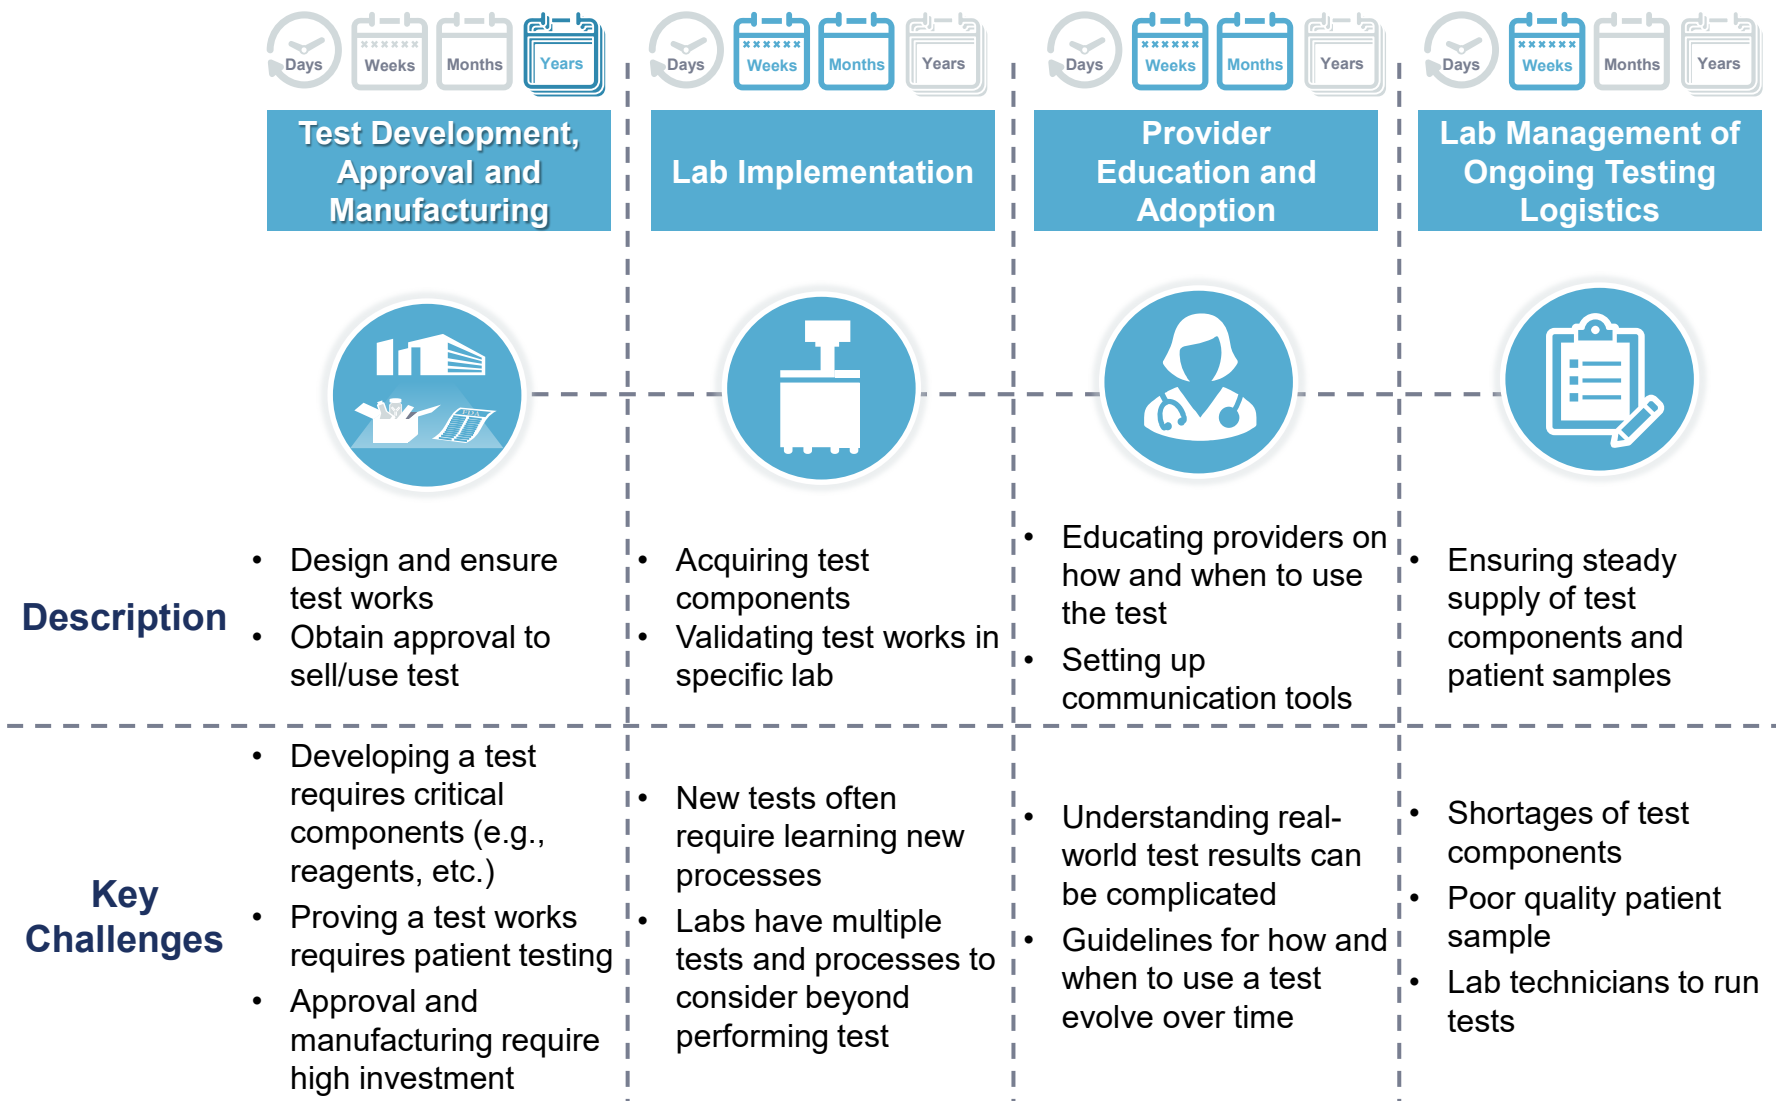 Days
Weeks
Months
Years
Days
Weeks
Months
Years
Days
Weeks
Months
Years
Days
Weeks
Months
Years
Test Development,
Approval and
Manufacturing
Lab Implementation
Provider
Education and
Adoption
Lab Management of
Ongoing Testing
Logistics
Description
• Design and ensure
test works
• Obtain approval to
sell/use test
• Acquiring test
components
• Validating test works in
specific lab
• Educating providers on
how and when to use
the test
• Setting up
communication tools
• Ensuring steady
supply of test
components and
patient samples
Key
Challenges
• Developing a test
requires critical
components (e.g.,
reagents, etc.)
• Proving a test works
requires patient testing
• Approval and
manufacturing require
high investment
• New tests often
require learning new
processes
• Labs have multiple
tests and processes to
consider beyond
performing test
• Understanding real-
world test results can
be complicated
• Guidelines for how and
when to use a test
evolve over time
• Shortages of test
components
• Poor quality patient
sample
• Lab technicians to run
tests